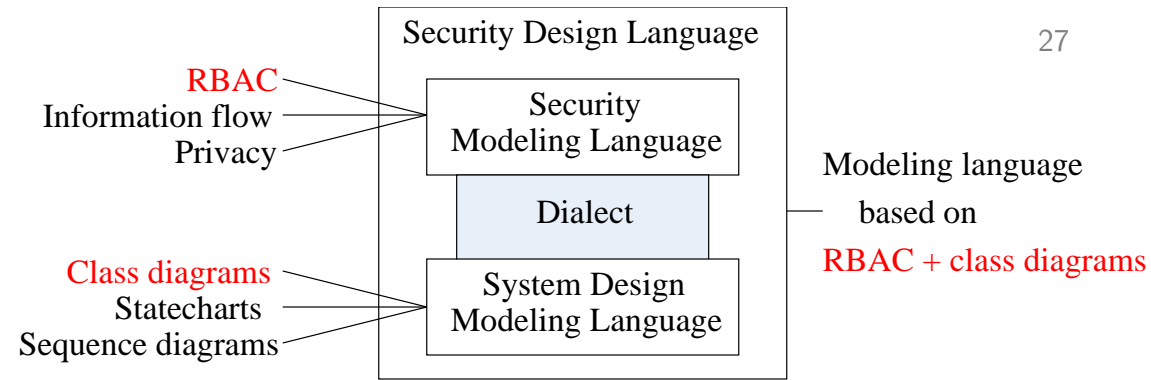 Security Design Language
27
RBAC
Information flow
Privacy
Security
Modeling Language
Dialect
Class diagrams
Statecharts
Sequence diagrams
System Design
Modeling Language
Modeling language
based on
RBAC + class diagrams